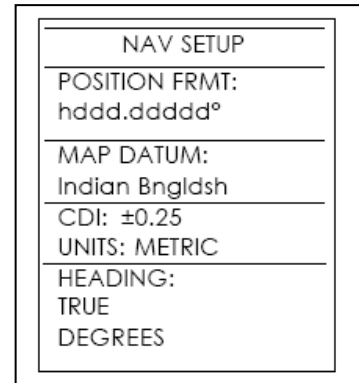 NAV SETUP
POSITION FRMT:
hddd.ddddd°
MAP DATUM:
Indian Bngldsh
CDI: ±0.25
UNITS: METRIC
HEADING:
TRUE
DEGREES